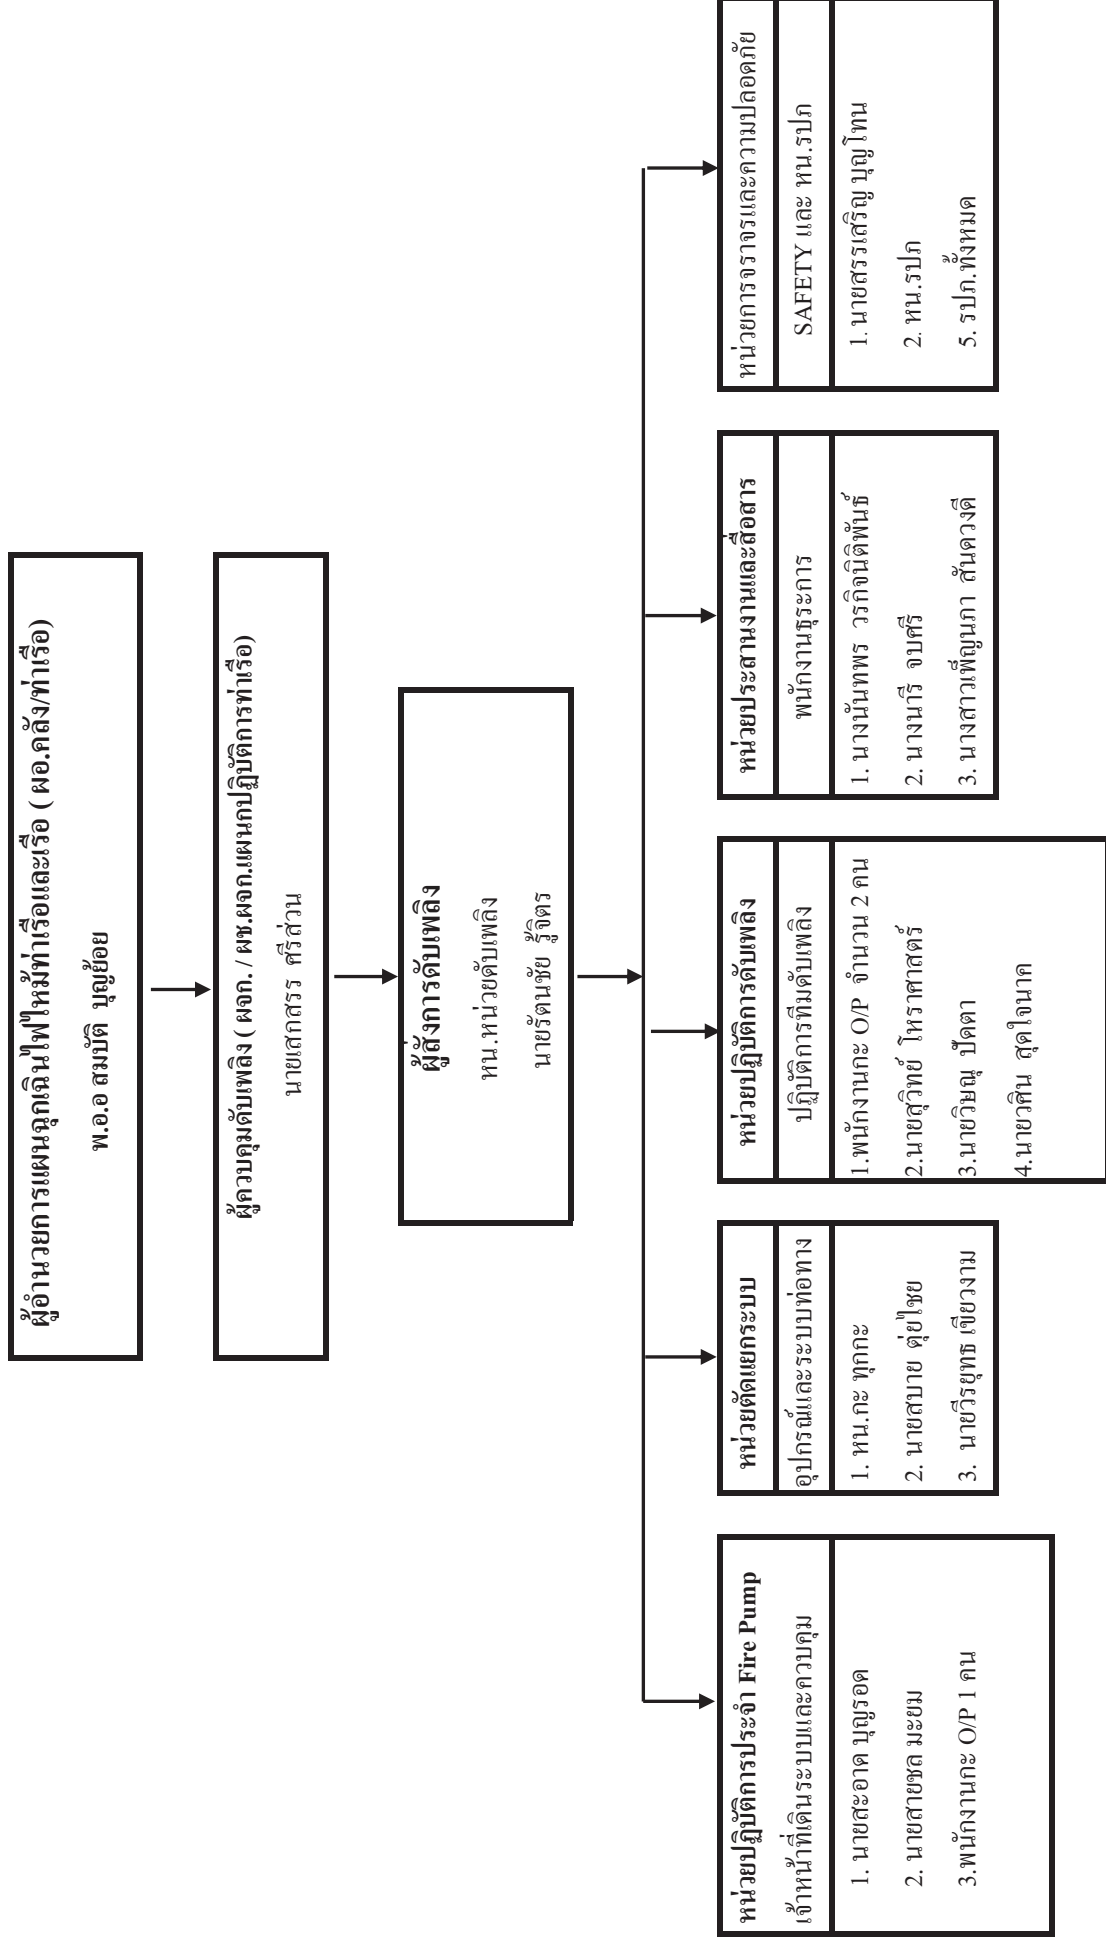 ผู้อำนวยการแผนฉุกเฉินไฟไหม้ท่าเรือและเรือ ( ผอ.คลัง/ท่าเรือ)
พ.อ.อ สมบัติ บุญย้อย
ผู้ควบคุมดับเพลิง ( ผจก. / ผช.ผจก.แผนกปฏิบัติการท่าเรือ)
นายเสกสรร ศรีส่วน
ผู้สั่งการดับเพลิง
หน.หน่วยดับเพลิง
นายรัตนชัย รู้จิตร
หน่วยปฏิบัติการประจำ Fire Pump
เจ้าหน้าที่เดินระบบและควบคุม
1. นายสะอาด บุญรอด
2. นายสายชล มะยม
3.พนักงานกะ O/P 1 คน
หน่วยตัดแยกระบบ
อุปกรณ์และระบบท่อทาง
1. หน.กะ ทุกกะ
2. นายสบาย ตุ่ยไชย
3. นายวีรยุทธ เขียวงาม
หน่วยปฏิบัติการดับเพลิง
ปฏิบัติการทีมดับเพลิง
1.พนักงานกะ O/P จำนวน 2 คน
2.นายสุวิทย์ โหราศาสตร์
3.นายวิษณุ ปัดตา
4.นายวศิน สุดใจนาค
หน่วยประสานงานและสื่อสาร
พนักงานธุระการ
1. นางนันทพร วรกิจนิติพันธ์
2. นางนารี จบศรี
3. นางสาวเพ็ญนภา สันดวงดี
หน่วยการจราจรและความปลอดภัย
SAFETY และ หน.รปภ
1. นายสรรเสริญ บุญโทน
2. หน.รปภ
5. รปภ.ทั้งหมด